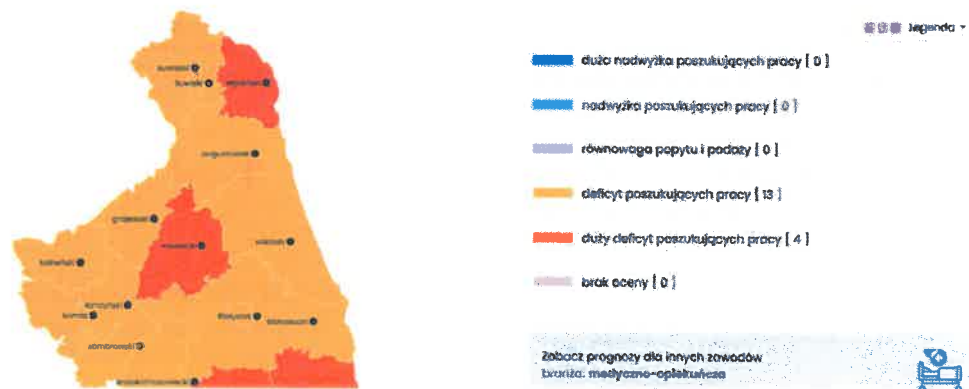 Legenda
duża nadwyżka poszukujących pracy [ 0 ]
nadwyżka poszukujących pracy [ 0 ]
równowaga popytu i podaży [ 0 ]
deficyt poszukujących pracy [ 13 ]
duży deficyt poszukujących pracy [ 4 ]
brak oceny [ 0 ]
suwalski
Suwałki
sejneński
augustowski
grajewski
moniecki
sokólski
kolneński
łomżyński
Łomża
Białystok
białostocki
zambrowski
wysokomazowiecki
Zobacz prognozy dla innych zawodów
branża: medyczno-opiekuńcza